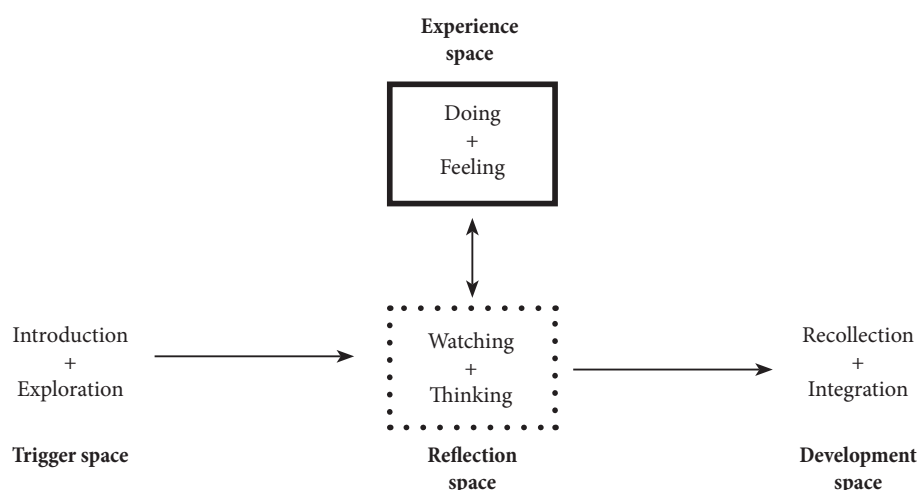 Experience
space
Doing
+
Feeling
Introduction
+
Exploration
Watching
+
Thinking
Recollection
+
Integration
Trigger space
Reflection
space
Development
space